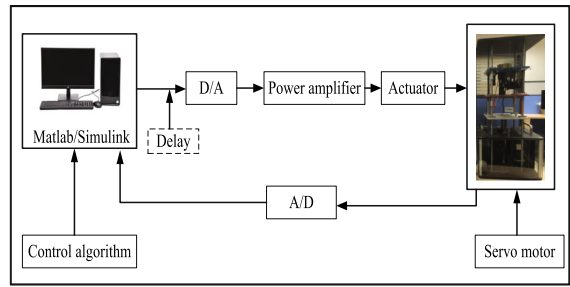 Matlab/Simulink
D/A
Power amplifier
Actuator
Delay
A/D
Control algorithm
Servo motor